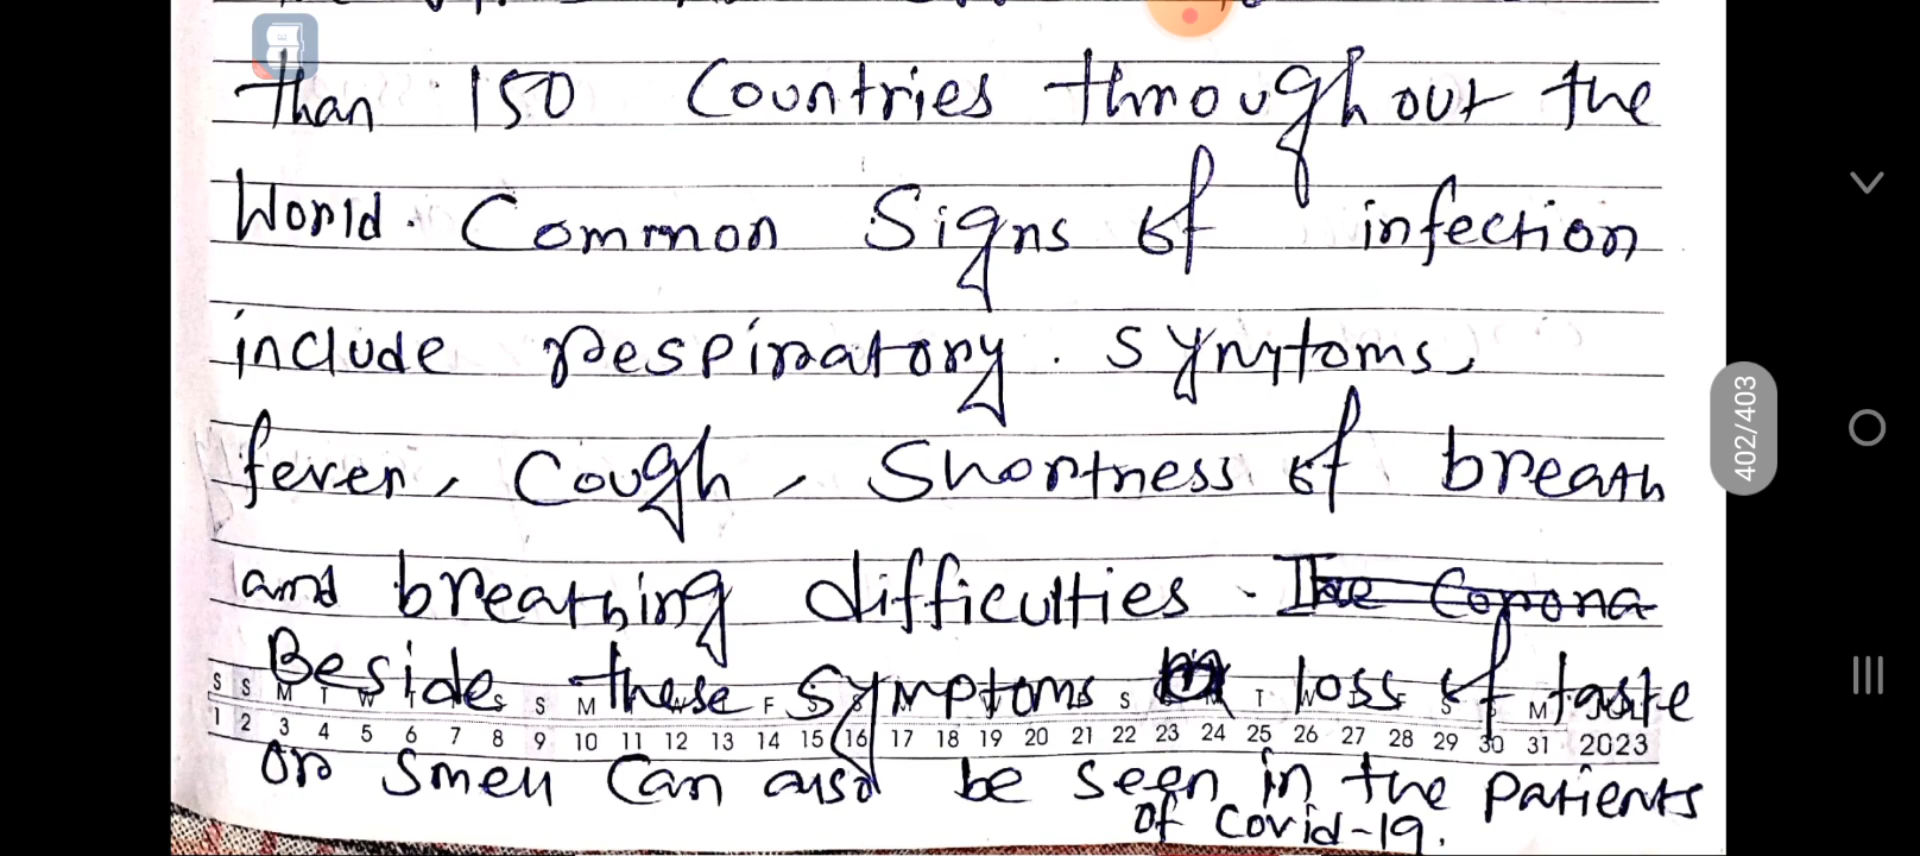 than 150 Countries throughout the
World. Common Signs of infection
include respiratory. symptoms,
fever, Cough, Shortness of breath
and breathing difficulties. The Corona
Beside these symptoms loss of taste
S S M T W T F S S M T W T F S S M T W T F S S M T W T F S S M
1 2 3 4 5 6 7 8 9 10 11 12 13 14 15 16 17 18 19 20 21 22 23 24 25 26 27 28 29 30 31 2023
or smell Can also be seen in the patients
of Covid-19.
402/403